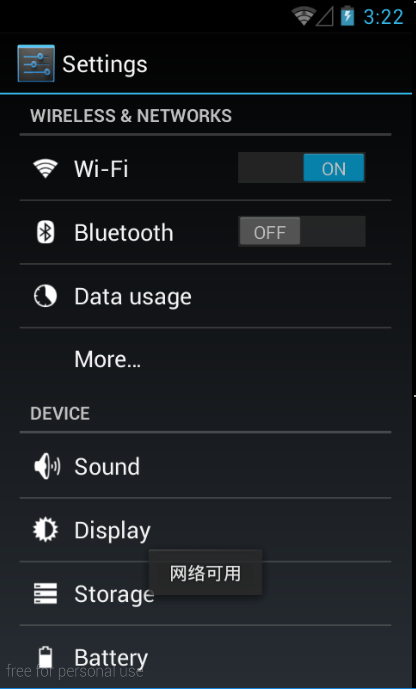 3:22
Settings
WIRELESS & NETWORKS
Wi-Fi
ON
Bluetooth
OFF
Data usage
More...
DEVICE
Sound
Display
网络可用
Storage
Battery
free for personal use